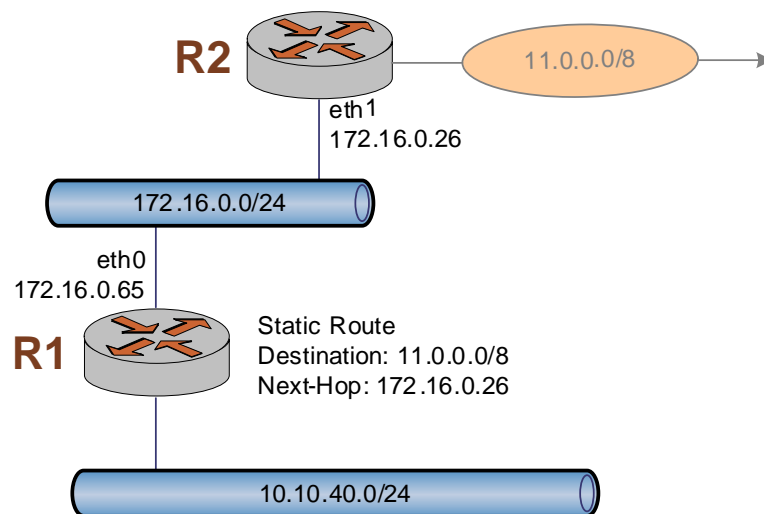 R2
11.0.0.0/8
eth1
172.16.0.26
172.16.0.0/24
eth0
172.16.0.65
R1
Static Route
Destination: 11.0.0.0/8
Next-Hop: 172.16.0.26
10.10.40.0/24